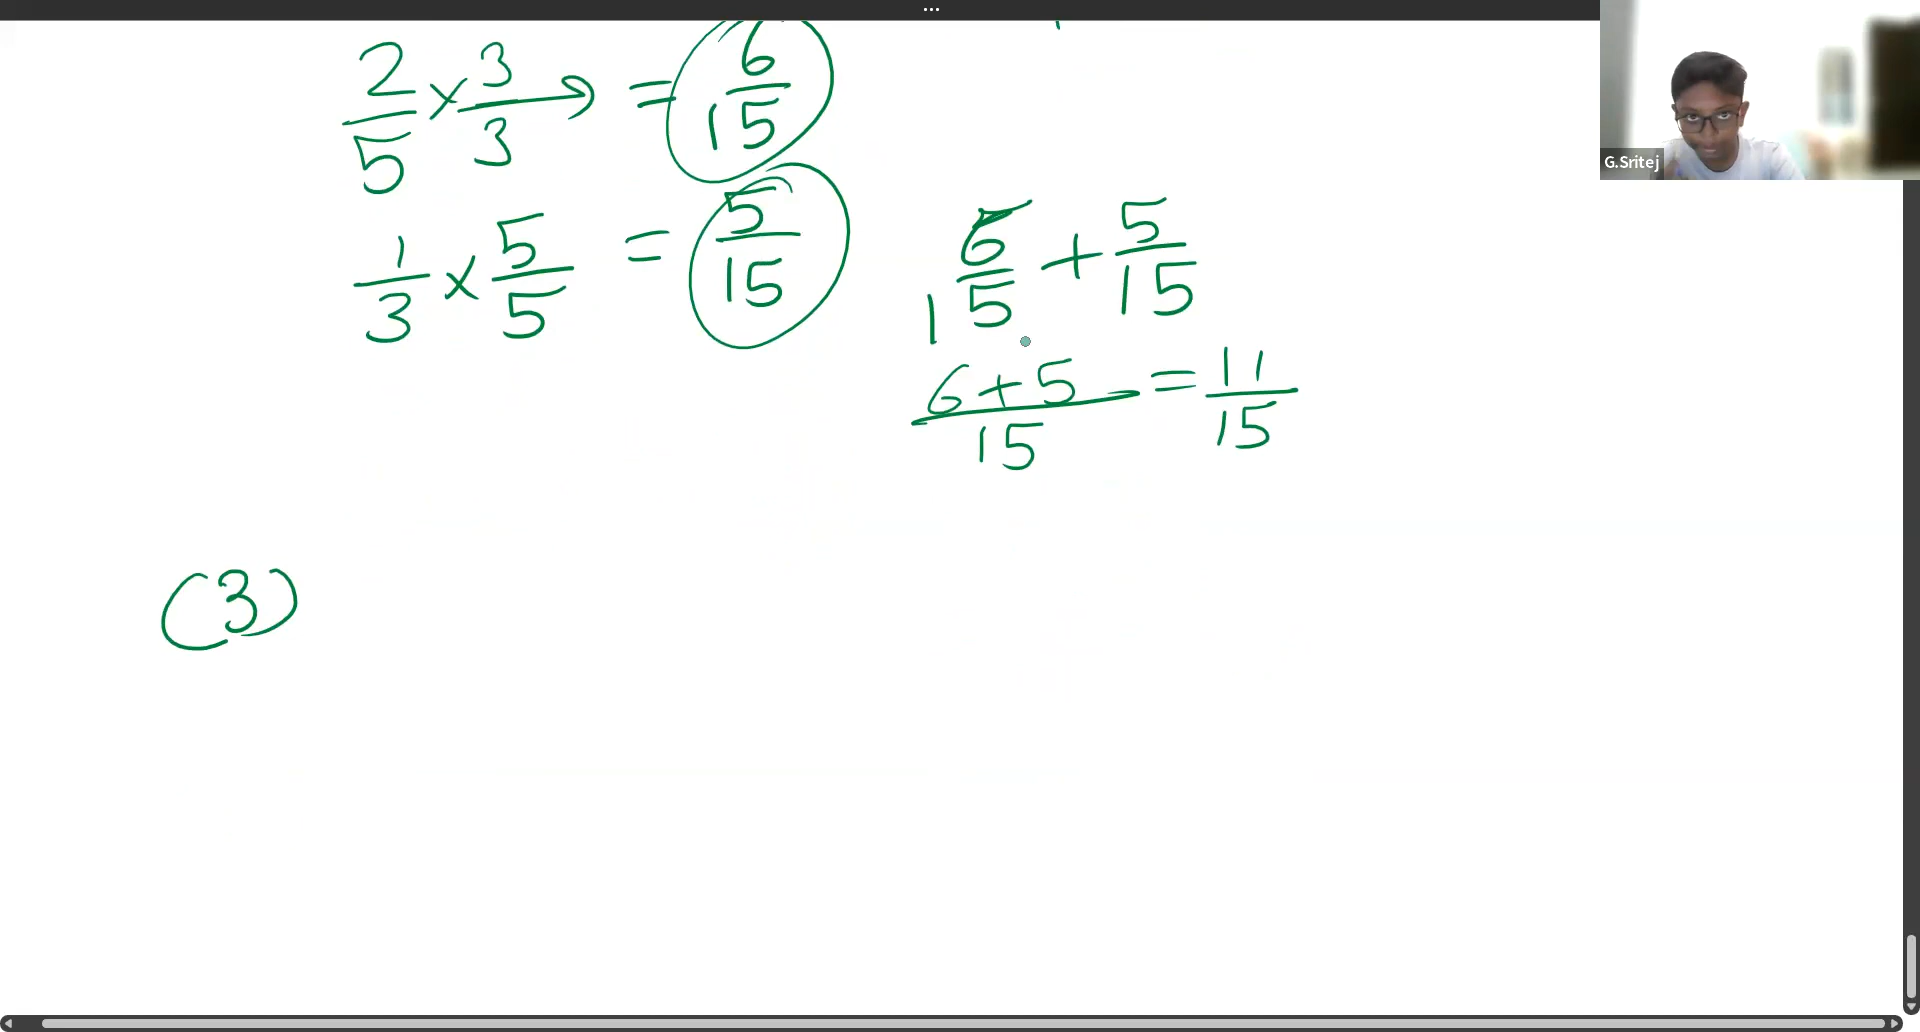 ...
2/5 × 3/3 → = 6/15
1/3 × 5/5 = 5/15
6/15 + 5/15
6+5/15 = 11/15
(3)
G.Sritej